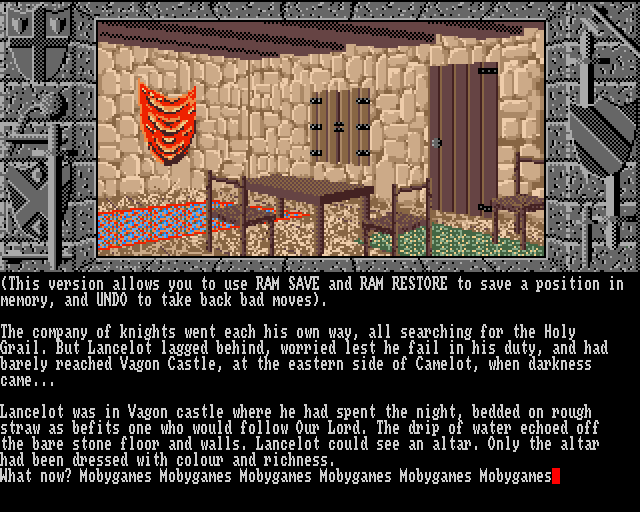 (This version allows you to use RAM SAVE and RAM RESTORE to save a position in
memory, and UNDO to take back bad moves).
The company of knights went each his own way, all searching for the Holy
Grail. But Lancelot lagged behind, worried lest he fail in his duty, and had
barely reached Vagon Castle, at the eastern side of Camelot, when darkness
came...
Lancelot was in Vagon castle where he had spent the night, bedded on rough
straw as befits one who would follow Our Lord. The drip of water echoed off
the bare stone floor and walls. Lancelot could see an altar. Only the altar
had been dressed with colour and richness.
What now? Mobygames Mobygames Mobygames Mobygames Mobygames Mobygames